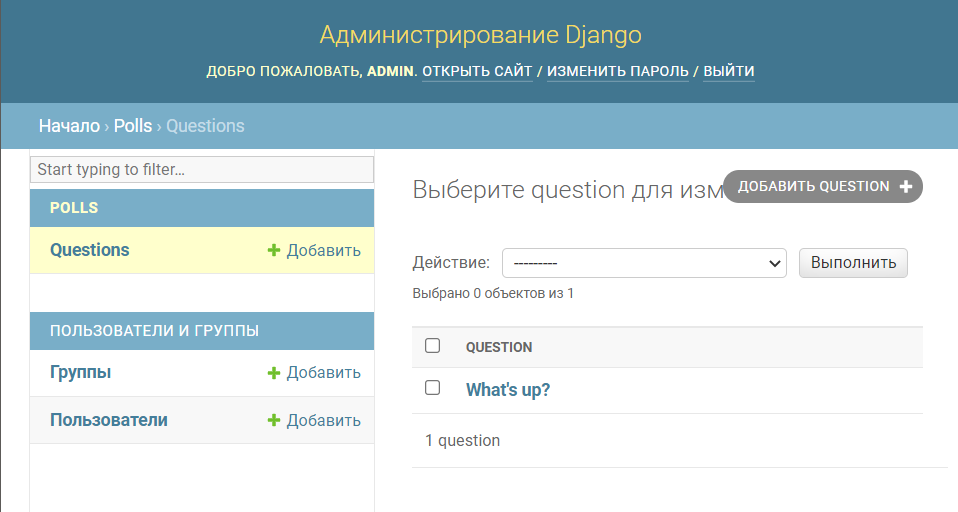 Администрирование Django
ДОБРО ПОЖАЛОВАТЬ, ADMIN. ОТКРЫТЬ САЙТ / ИЗМЕНИТЬ ПАРОЛЬ / ВЫЙТИ
Начало › Polls › Questions
Start typing to filter…
POLLS
Questions + Добавить
ПОЛЬЗОВАТЕЛИ И ГРУППЫ
Группы + Добавить
Пользователи + Добавить
Выберите question для изм
ДОБАВИТЬ QUESTION +
Действие: --------- Выполнить
Выбрано 0 объектов из 1
QUESTION
What's up?
1 question